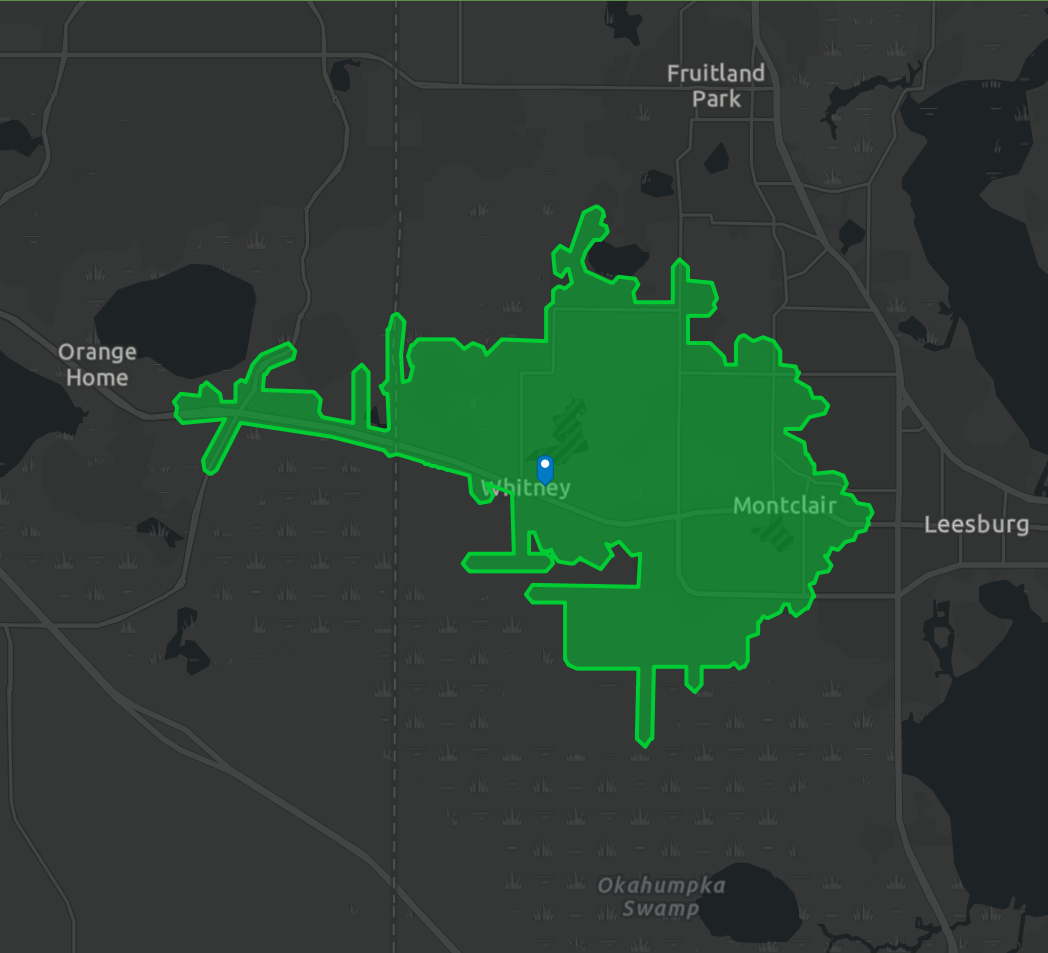 Fruitland
Park
Orange
Home
Whitney
Montclair
Leesburg
Okahumpka
Swamp